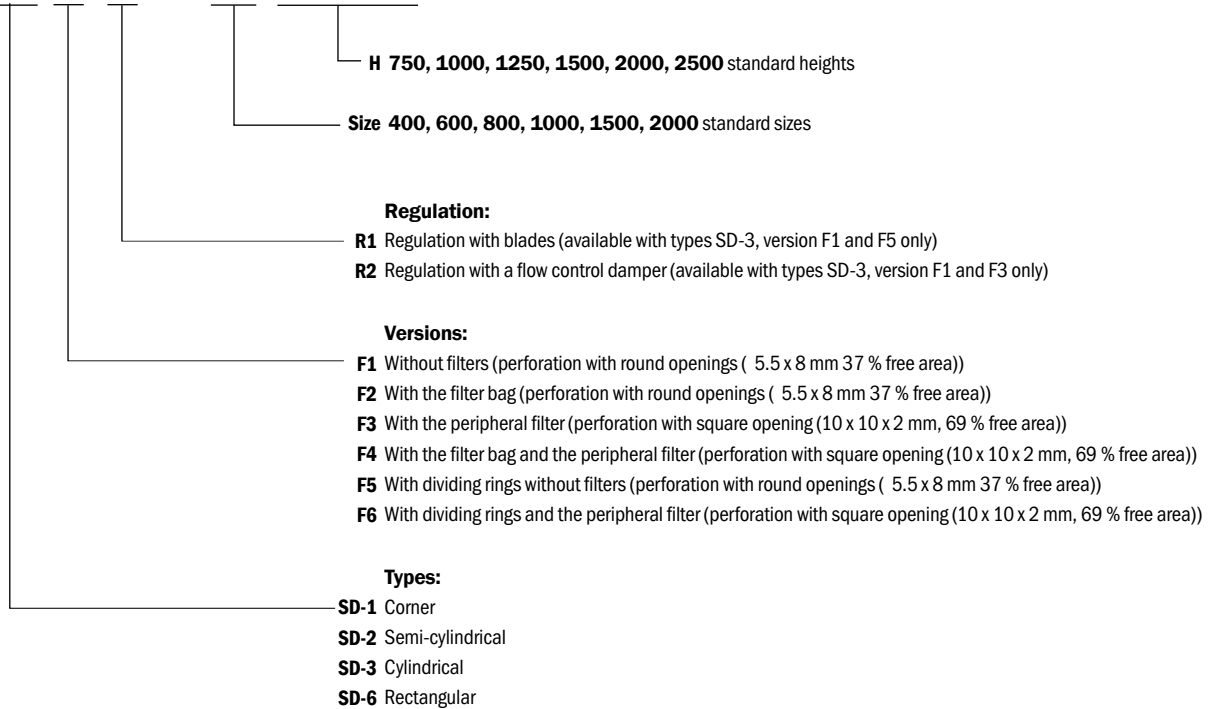 H 750, 1000, 1250, 1500, 2000, 2500 standard heights
Size 400, 600, 800, 1000, 1500, 2000 standard sizes
Regulation:
R1 Regulation with blades (available with types SD-3, version F1 and F5 only)
R2 Regulation with a flow control damper (available with types SD-3, version F1 and F3 only)
Versions:
F1 Without filters (perforation with round openings ( 5.5 x 8 mm 37 % free area))
F2 With the filter bag (perforation with round openings ( 5.5 x 8 mm 37 % free area))
F3 With the peripheral filter (perforation with square opening (10 x 10 x 2 mm, 69 % free area))
F4 With the filter bag and the peripheral filter (perforation with square opening (10 x 10 x 2 mm, 69 % free area))
F5 With dividing rings without filters (perforation with round openings ( 5.5 x 8 mm 37 % free area))
F6 With dividing rings and the peripheral filter (perforation with square opening (10 x 10 x 2 mm, 69 % free area))
Types:
SD-1 Corner
SD-2 Semi-cylindrical
SD-3 Cylindrical
SD-6 Rectangular